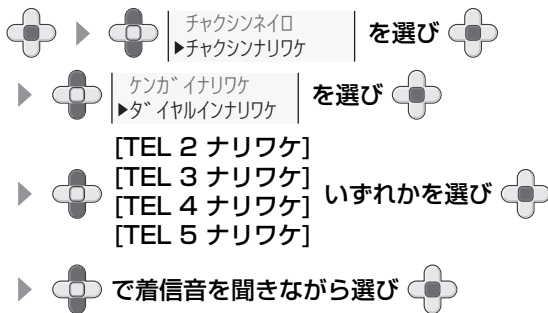 チャクシンネイロ
▶チャクシンナリワケ
を選び
ケンガイナリワケ
▶ダイヤルインナリワケ
を選び
[TEL 2 ナリワケ]
[TEL 3 ナリワケ]
[TEL 4 ナリワケ]
[TEL 5 ナリワケ]
いずれかを選び
で着信音を聞きながら選び